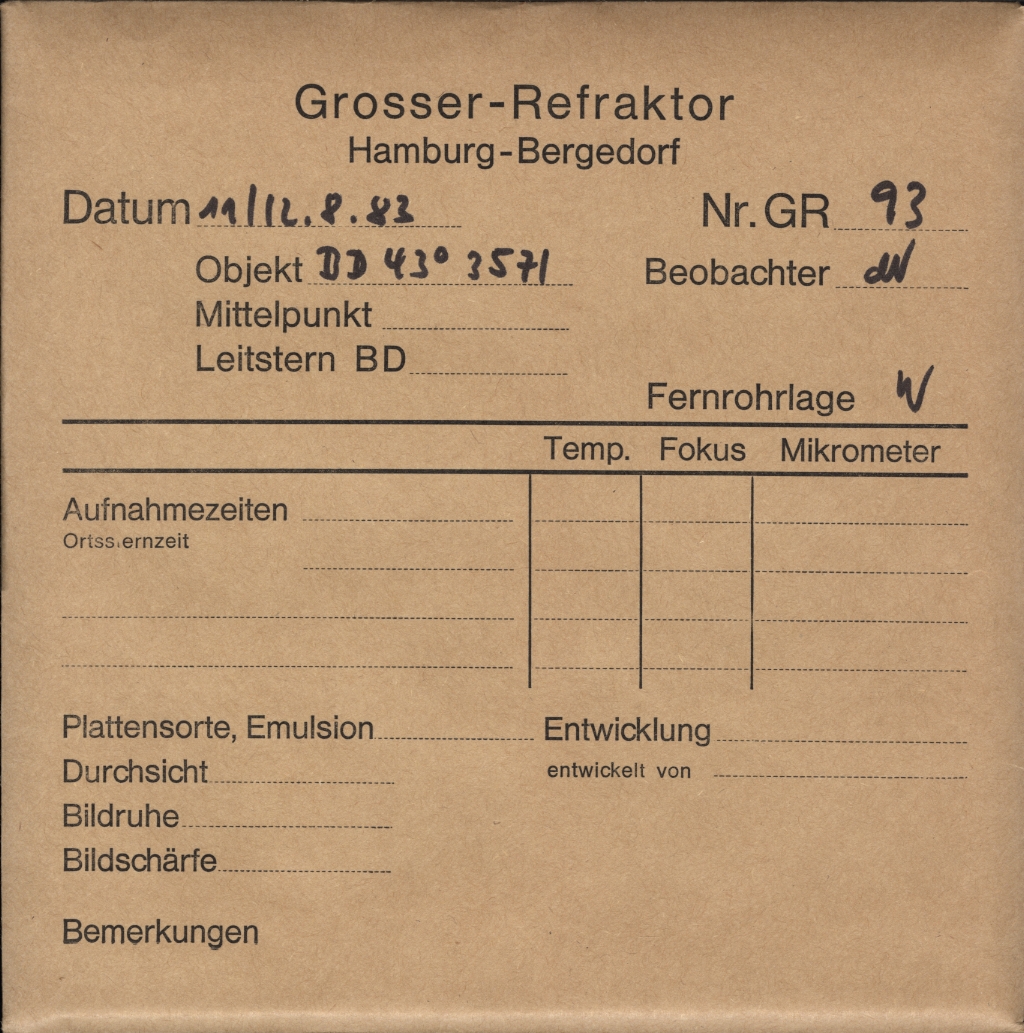 Grosser-Refraktor
Hamburg-Bergedorf
Datum 11/12.8.83 Nr. GR 93
Objekt BD 43° 3571 Beobachter dW
Mittelpunkt
Leitstern BD
Fernrohrlage W
Temp. Fokus Mikrometer
Aufnahmezeiten
Ortssternzeit
Plattensorte, Emulsion Entwicklung
Durchsicht entwickelt von
Bildruhe
Bildschärfe
Bemerkungen